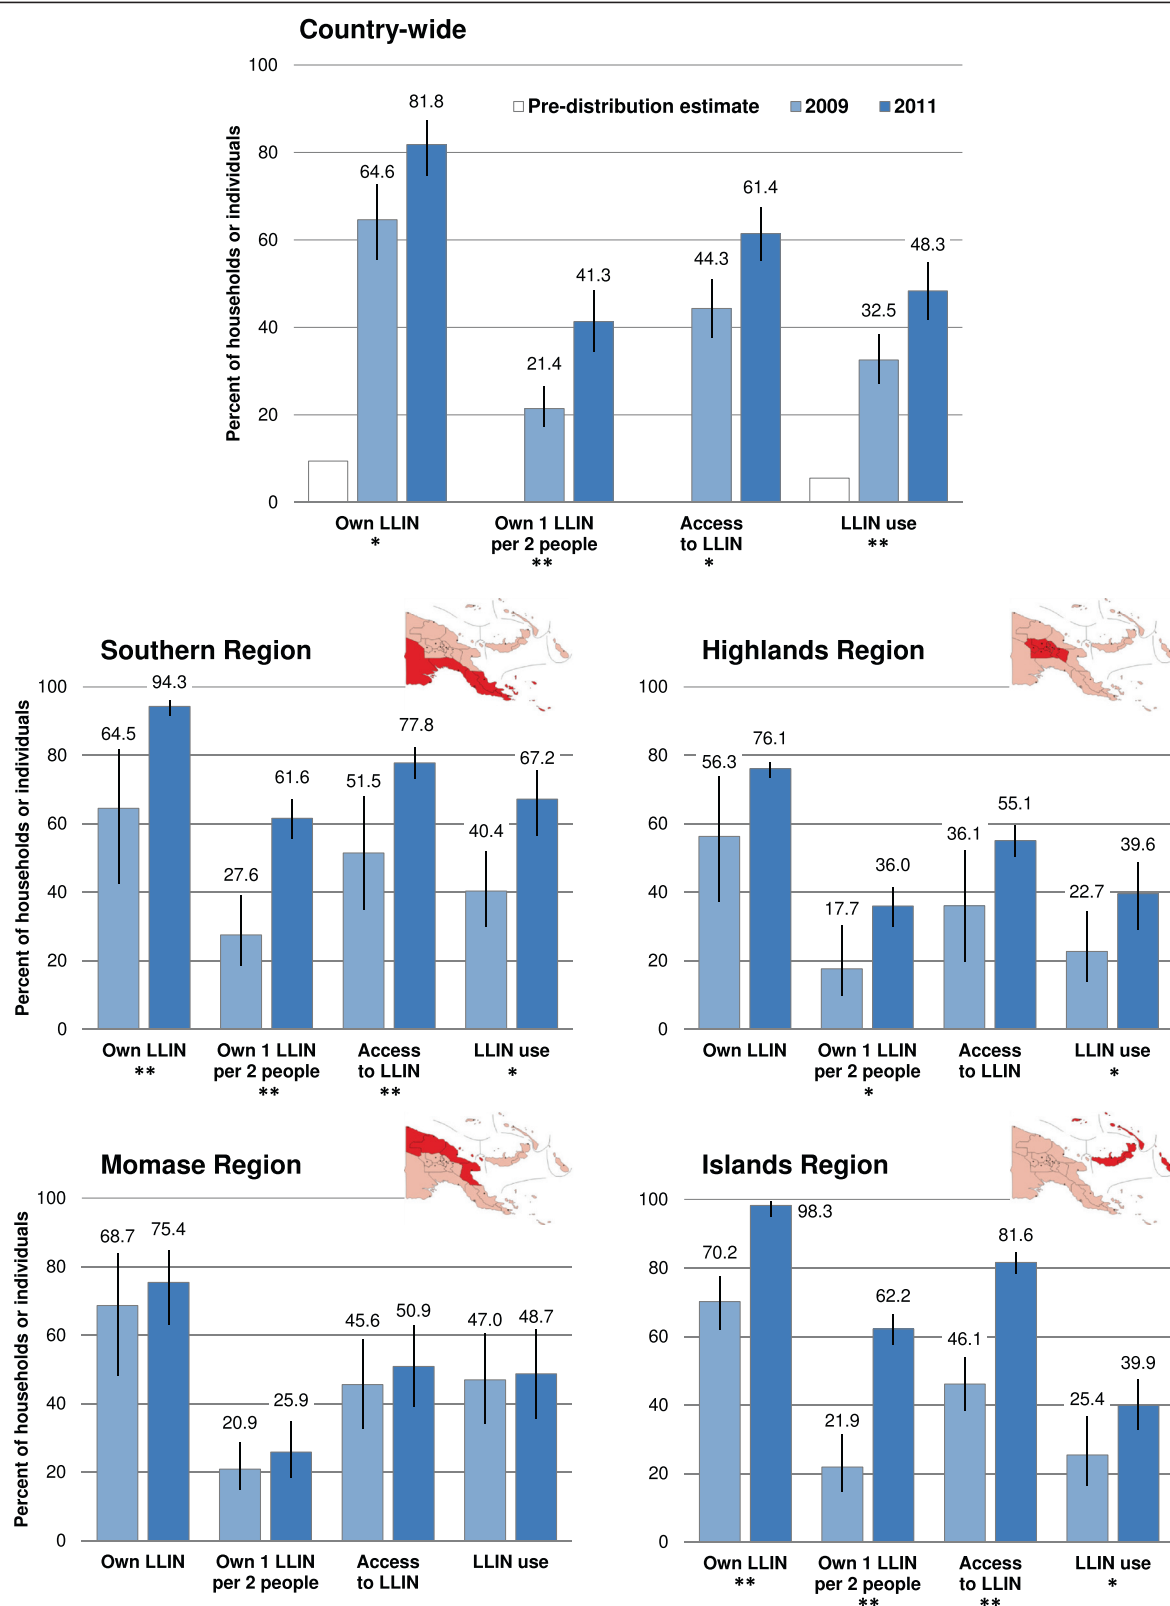 Country-wide
100
80
60
40
20
0
Percent of households or individuals
Pre-distribution estimate
2009
2011
64.6
81.8
21.4
41.3
44.3
61.4
32.5
48.3
Own LLIN
*
Own 1 LLIN
per 2 people
**
Access
to LLIN
*
LLIN use
**
Southern Region
100
80
60
40
20
0
Percent of households or individuals
64.5
94.3
27.6
61.6
51.5
77.8
40.4
67.2
Own LLIN
**
Own 1 LLIN
per 2 people
**
Access
to LLIN
**
LLIN use
*
Highlands Region
100
80
60
40
20
0
56.3
76.1
17.7
36.0
36.1
55.1
22.7
39.6
Own LLIN
Own 1 LLIN
per 2 people
*
Access
to LLIN
LLIN use
*
Momase Region
100
80
60
40
20
0
Percent of households or individuals
68.7
75.4
20.9
25.9
45.6
50.9
47.0
48.7
Own LLIN
Own 1 LLIN
per 2 people
Access
to LLIN
LLIN use
Islands Region
100
80
60
40
20
0
70.2
98.3
21.9
62.2
46.1
81.6
25.4
39.9
Own LLIN
**
Own 1 LLIN
per 2 people
**
Access
to LLIN
**
LLIN use
*